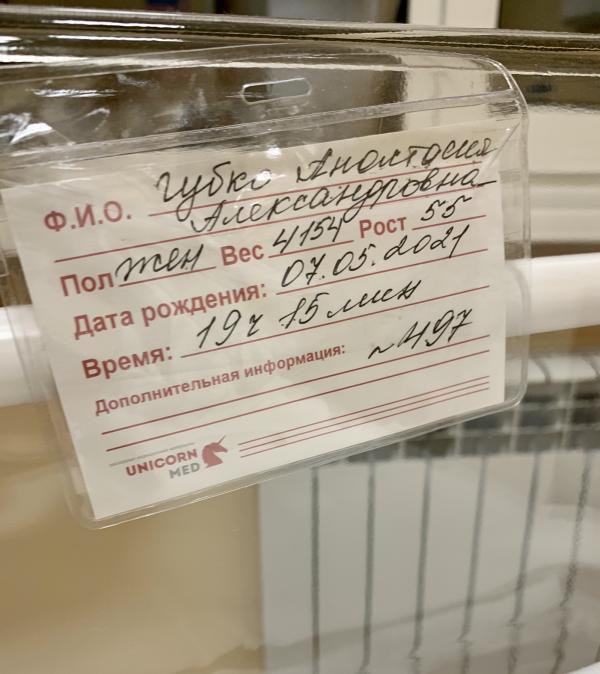 Ф.И.О. Губко Анастасия
Александровна
Пол жен Вес 4154 Рост 55
Дата рождения: 07.05.2021
Время: 19ч 15мин
Дополнительная информация: ~497
UNICORN
MED